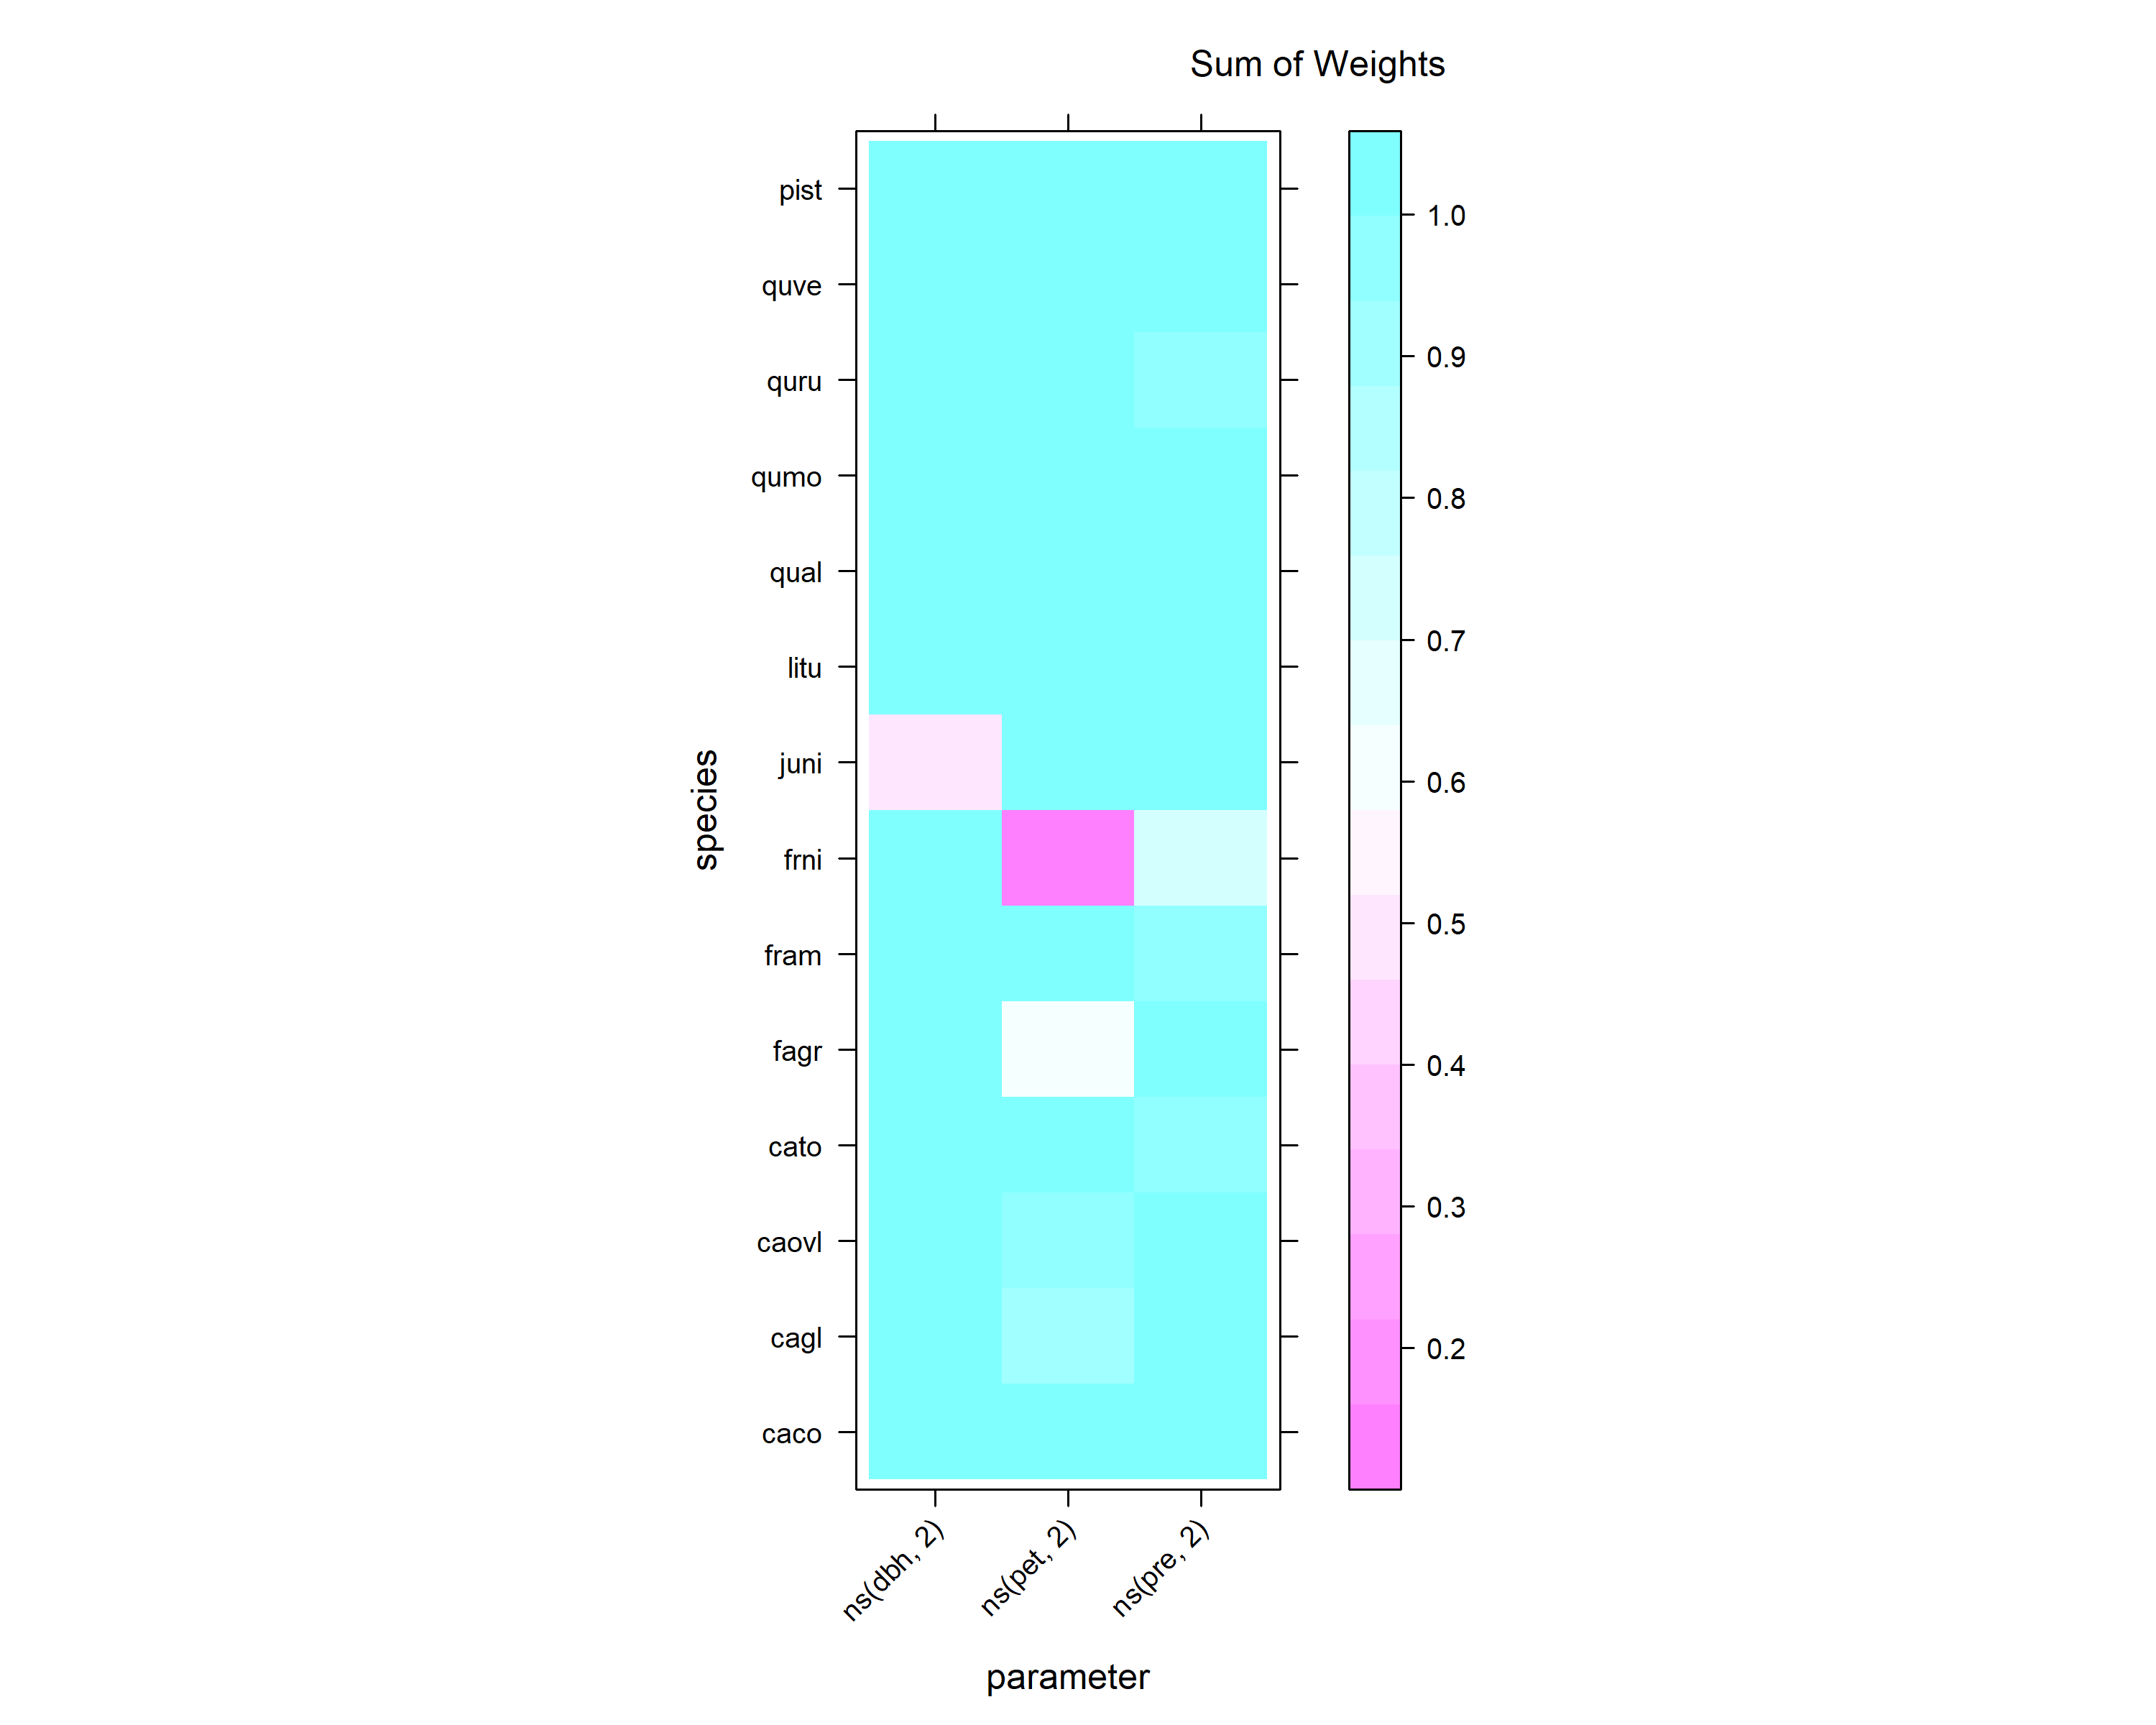 Sum of Weights
pist
quve
quru
qumo
qual
litu
juni
frni
fram
fagr
cato
caovl
cagl
caco
species
ns(dbh, 2)
ns(pet, 2)
ns(pre, 2)
parameter
1.0
0.9
0.8
0.7
0.6
0.5
0.4
0.3
0.2